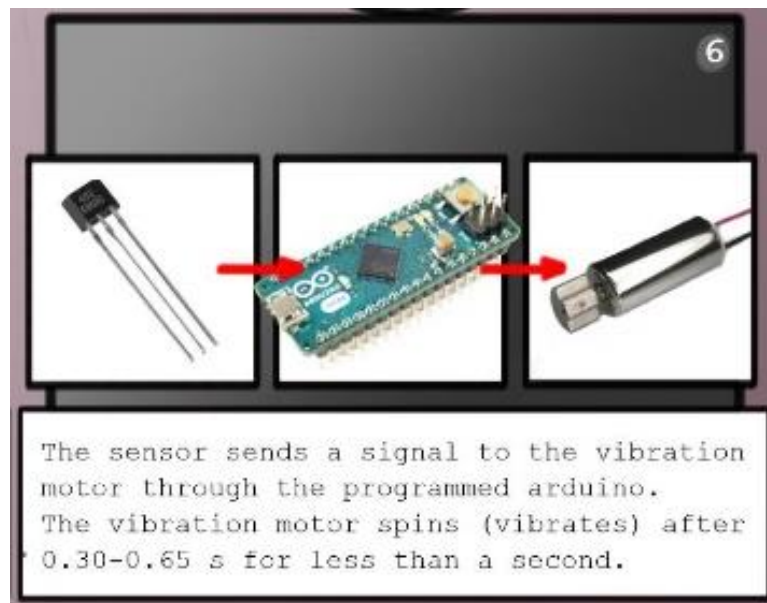 6
ARDUINO
The sensor sends a signal to the vibration
motor through the programmed arduino.
The vibration motor spins (vibrates) after
0.30-0.65 s for less than a second.